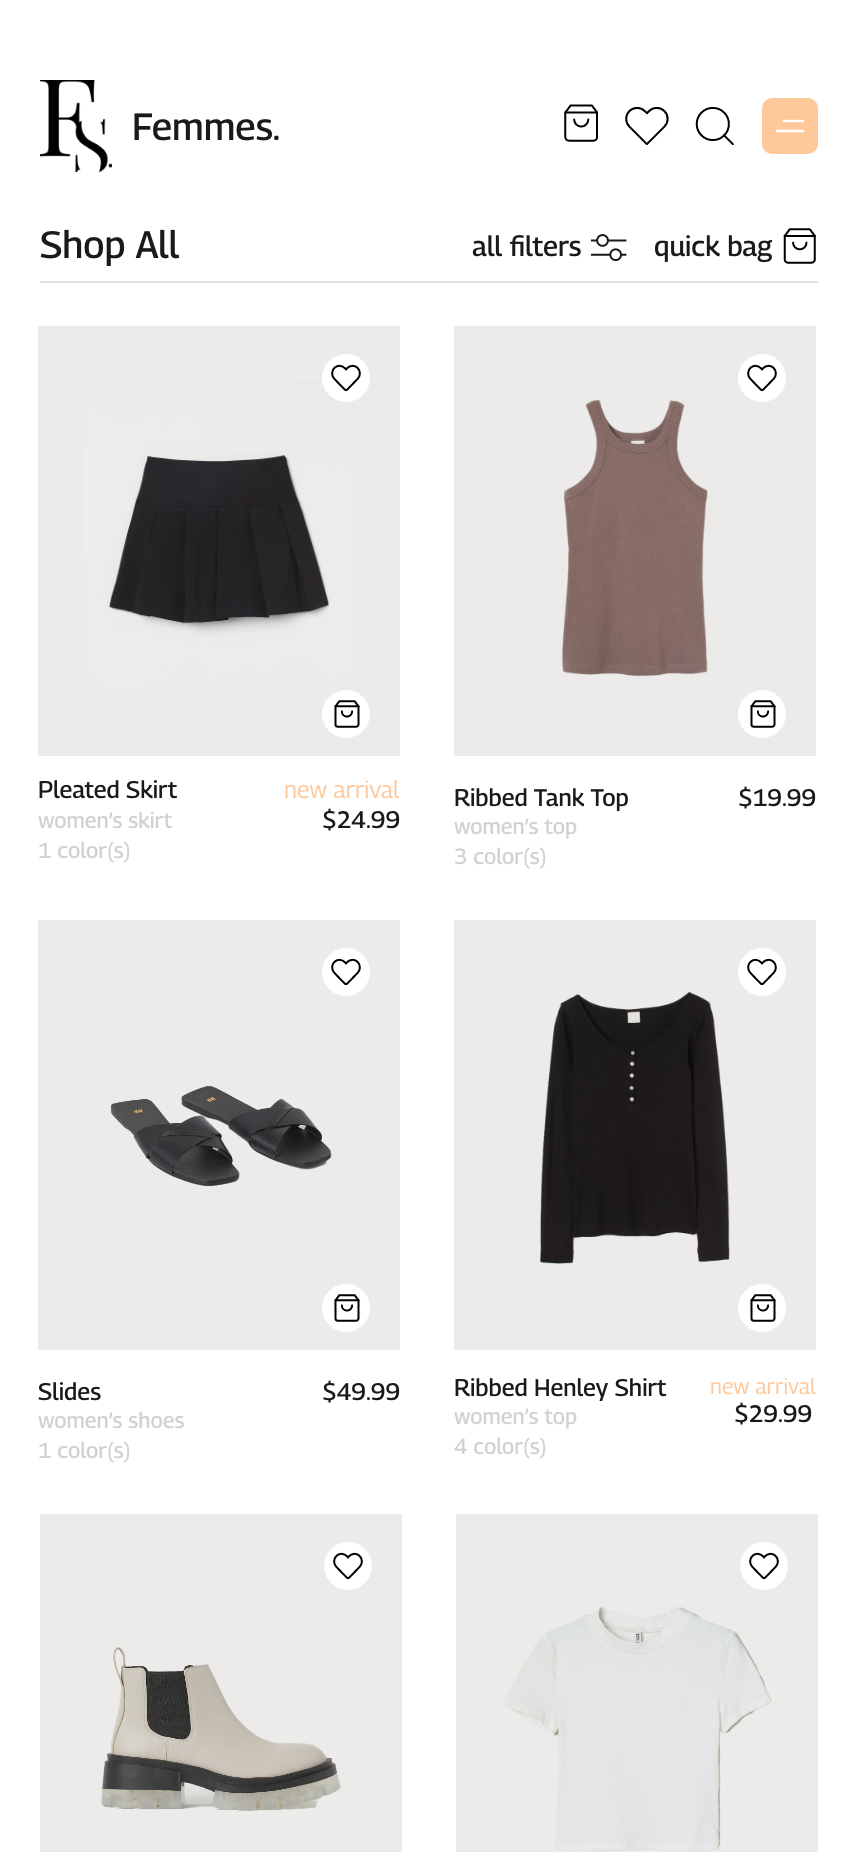 FS.
Femmes.
Shop All
all filters
quick bag
Pleated Skirt
new arrival
women's skirt
$24.99
1 color(s)
Ribbed Tank Top
$19.99
women's top
3 color(s)
Slides
$49.99
women's shoes
1 color(s)
Ribbed Henley Shirt
new arrival
women's top
$29.99
4 color(s)